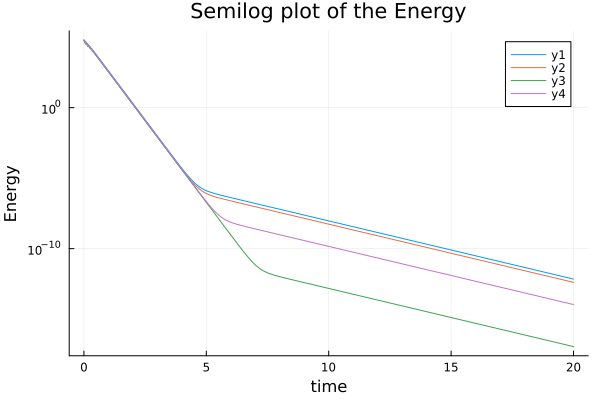 Semilog plot of the Energy
y1
y2
y3
y4
10⁰
10⁻¹⁰
Energy
0 5 10 15 20
time